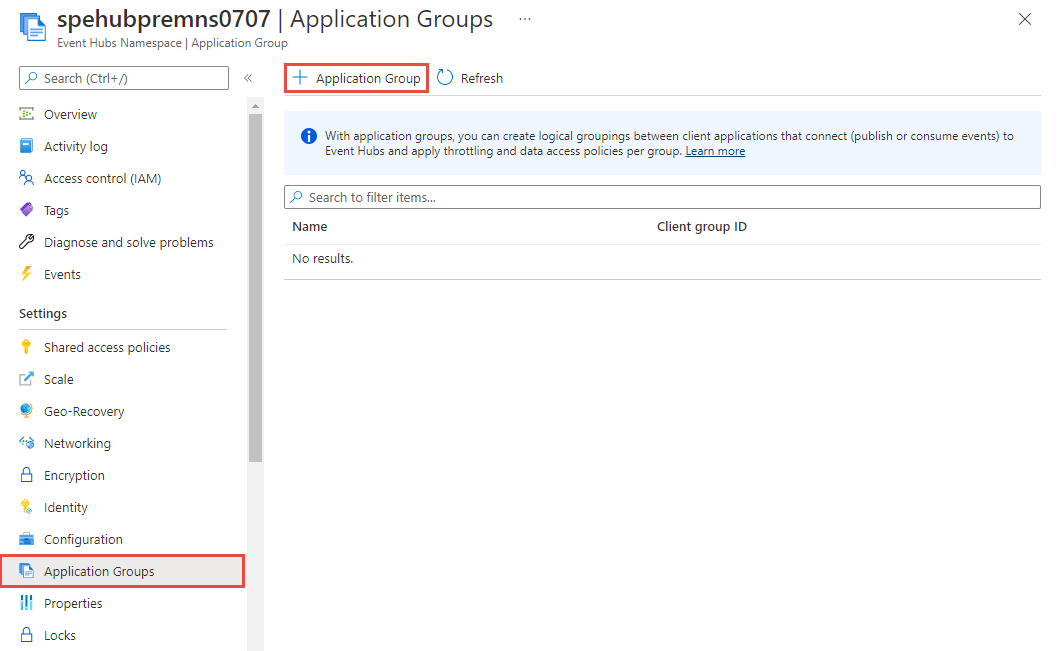 spehubpremns0707 | Application Groups ...
Event Hubs Namespace | Application Group
Search (Ctrl+/)
«
Overview
Activity log
Access control (IAM)
Tags
Diagnose and solve problems
Events
Settings
Shared access policies
Scale
Geo-Recovery
Networking
Encryption
Identity
Configuration
Application Groups
Properties
Locks
Application Group
Refresh
With application groups, you can create logical groupings between client applications that connect (publish or consume events) to
Event Hubs and apply throttling and data access policies per group. Learn more
Search to filter items...
Name Client group ID
No results.